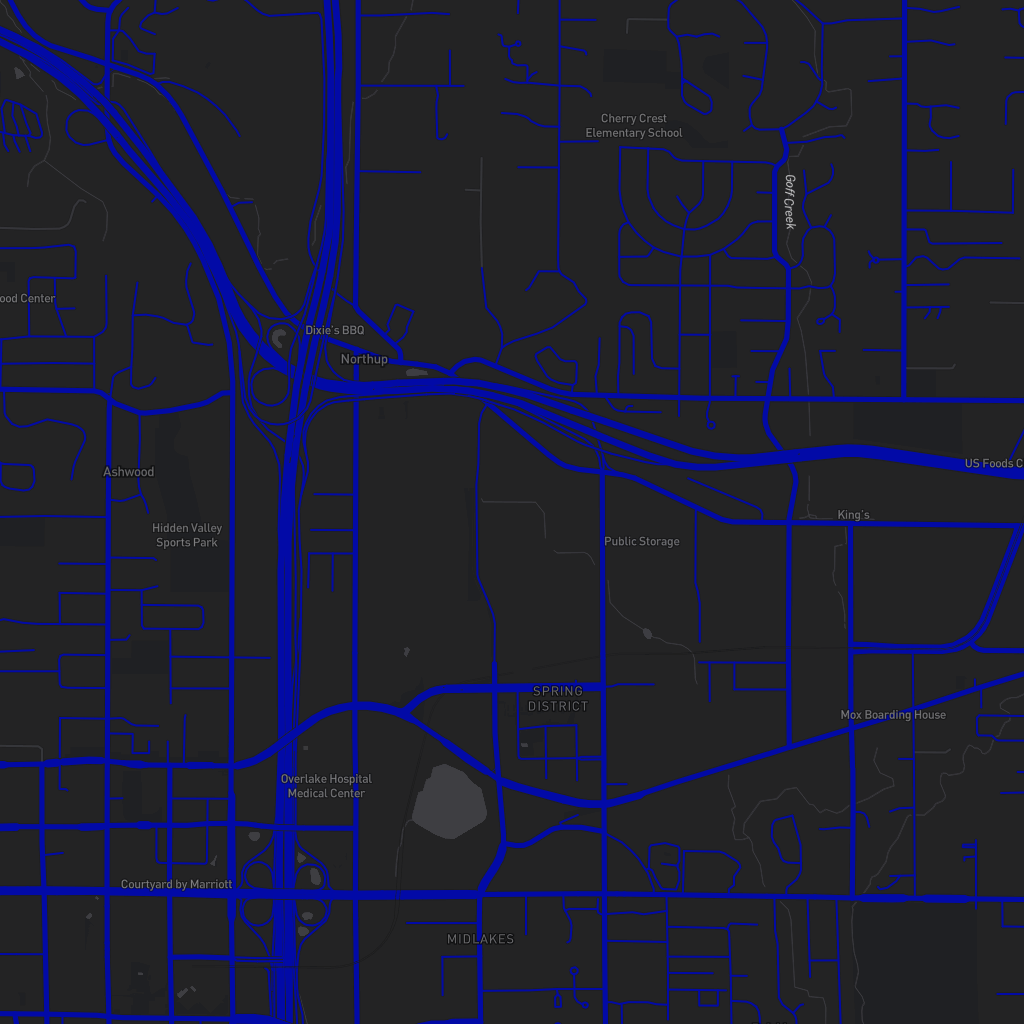 Cherry Crest
Elementary School
Goff Creek
ood Center
Dixie's BBQ
Northup
Ashwood
US Foods C
King's
Hidden Valley
Sports Park
Public Storage
SPRING
DISTRICT
Mox Boarding House
Overlake Hospital
Medical Center
Courtyard by Marriott
MIDLAKES